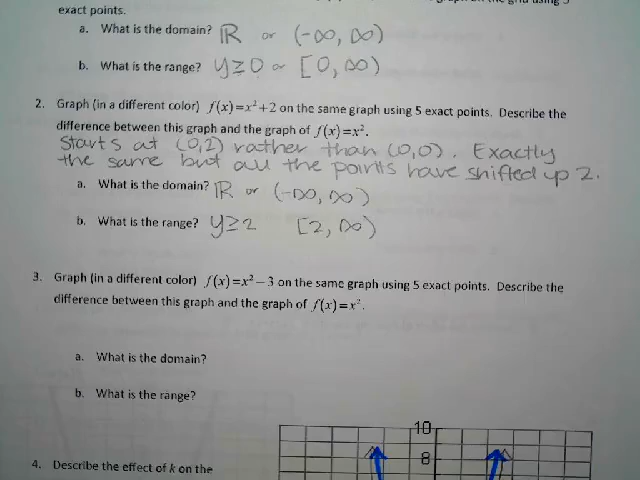 exact points.
a. What is the domain? ℝ or (-∞, ∞)
b. What is the range? y≥0 or [0, ∞)
2. Graph (in a different color) f(x)=x²+2 on the same graph using 5 exact points. Describe the
difference between this graph and the graph of f(x)=x².
Starts at (0,2) rather than (0,0). Exactly
the same but all the points have shifted up 2.
a. What is the domain? ℝ or (-∞, ∞)
b. What is the range? y≥2 [2, ∞)
3. Graph (in a different color) f(x)=x²−3 on the same graph using 5 exact points. Describe the
difference between this graph and the graph of f(x)=x².
a. What is the domain?
b. What is the range?
10
8
4. Describe the effect of k on the